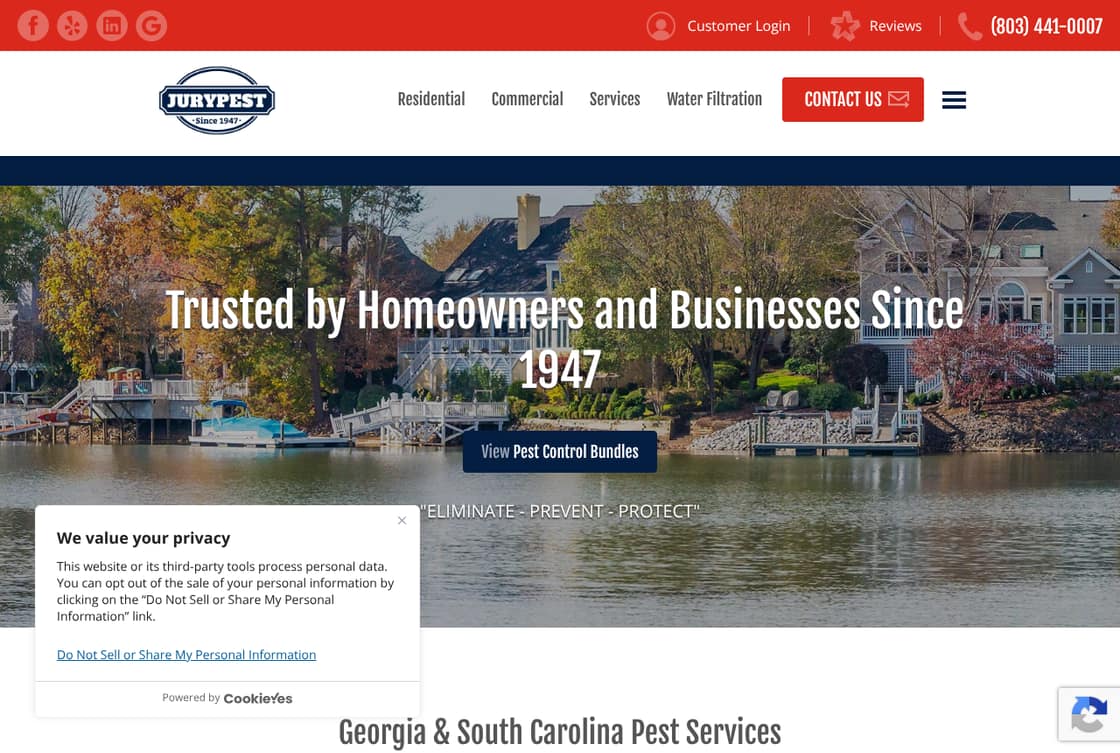 Customer Login
Reviews
(803) 441-0007
JURYPEST
Since 1947
Residential
Commercial
Services
Water Filtration
CONTACT US
Trusted by Homeowners and Businesses Since
1947
View Pest Control Bundles
"ELIMINATE - PREVENT - PROTECT"
We value your privacy
This website or its third-party tools process personal data.
You can opt out of the sale of your personal information by
clicking on the “Do Not Sell or Share My Personal
Information” link.
Do Not Sell or Share My Personal Information
Powered by CookieYes
Georgia & South Carolina Pest Services